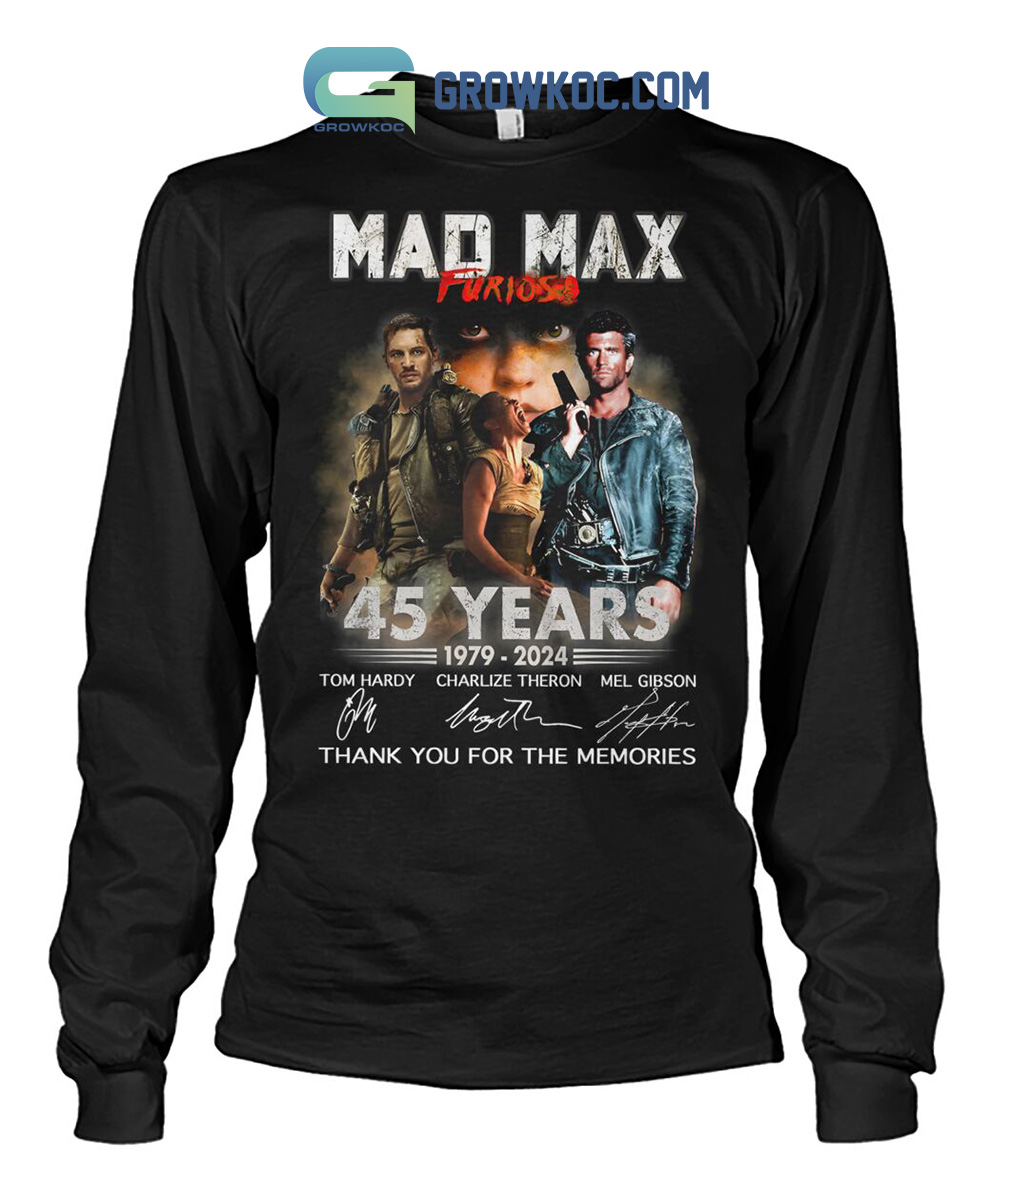 GROWKOC.COM
GROWKOC
MAD MAX
FURIOSA
45 YEARS
1979 - 2024
TOM HARDY CHARLIZE THERON MEL GIBSON
THANK YOU FOR THE MEMORIES